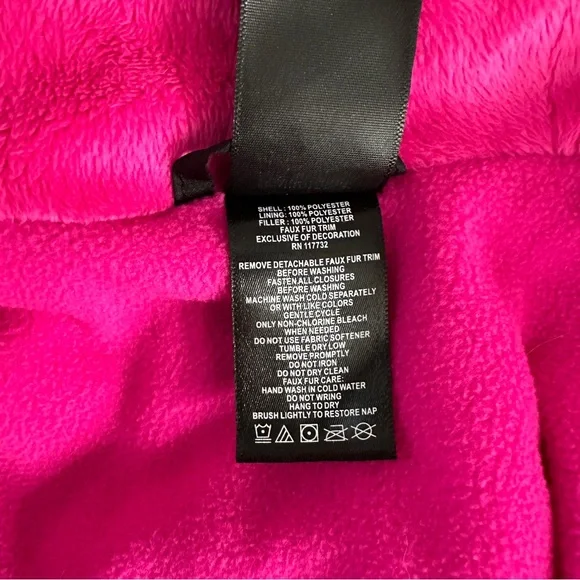 SHELL : 100% POLYESTER
LINING: 100% POLYESTER
FILLER : 100% POLYESTER
FAUX FUR TRIM
EXCLUSIVE OF DECORATION
RN 117732
REMOVE DETACHABLE FAUX FUR TRIM
BEFORE WASHING
FASTEN ALL CLOSURES
BEFORE WASHING
MACHINE WASH COLD SEPARATELY
OR WITH LIKE COLORS
GENTLE CYCLE
ONLY NON-CHLORINE BLEACH
WHEN NEEDED
DO NOT USE FABRIC SOFTENER
TUMBLE DRY LOW
REMOVE PROMPTLY
DO NOT IRON
DO NOT DRY CLEAN
FAUX FUR CARE:
HAND WASH IN COLD WATER
DO NOT WRING
HANG TO DRY
BRUSH LIGHTLY TO RESTORE NAP